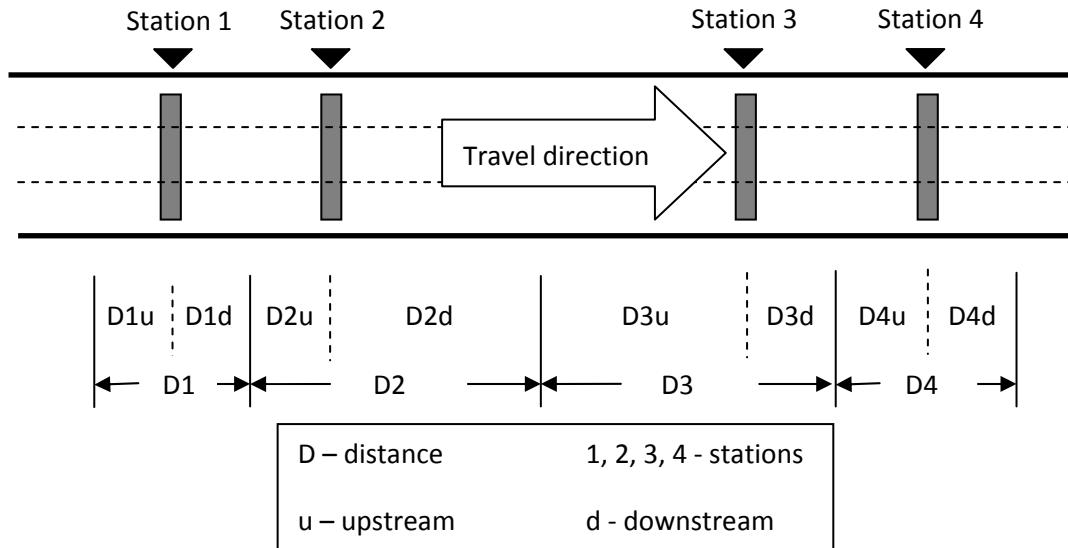 Station 1 Station 2 Station 3 Station 4
Travel direction
D1u D1d D2u D2d D3u D3d D4u D4d
D1 D2 D3 D4
D – distance 1, 2, 3, 4 - stations
u – upstream d - downstream